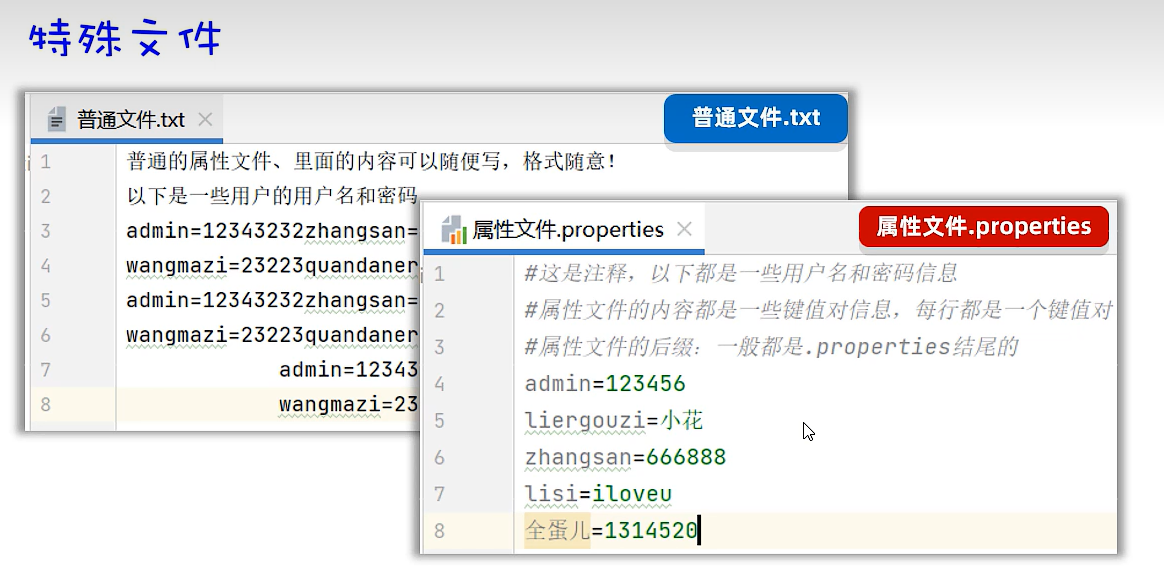 特殊文件
普通文件.txt
普通文件.txt
1 普通的属性文件、里面的内容可以随便写，格式随意！
2 以下是一些用户的用户名和密码
3 admin=12343232zhangsan=
4 wangmazi=23223quandaner
5 admin=12343232zhangsan=
6 wangmazi=23223quandaner
7 admin=12343
8 wangmazi=23
属性文件.properties
属性文件.properties
1 #这是注释，以下都是一些用户名和密码信息
2 #属性文件的内容都是一些键值对信息，每行都是一个键值对
3 #属性文件的后缀：一般都是.properties结尾的
4 admin=123456
5 liergouzi=小花
6 zhangsan=666888
7 lisi=iloveu
8 全蛋儿=1314520